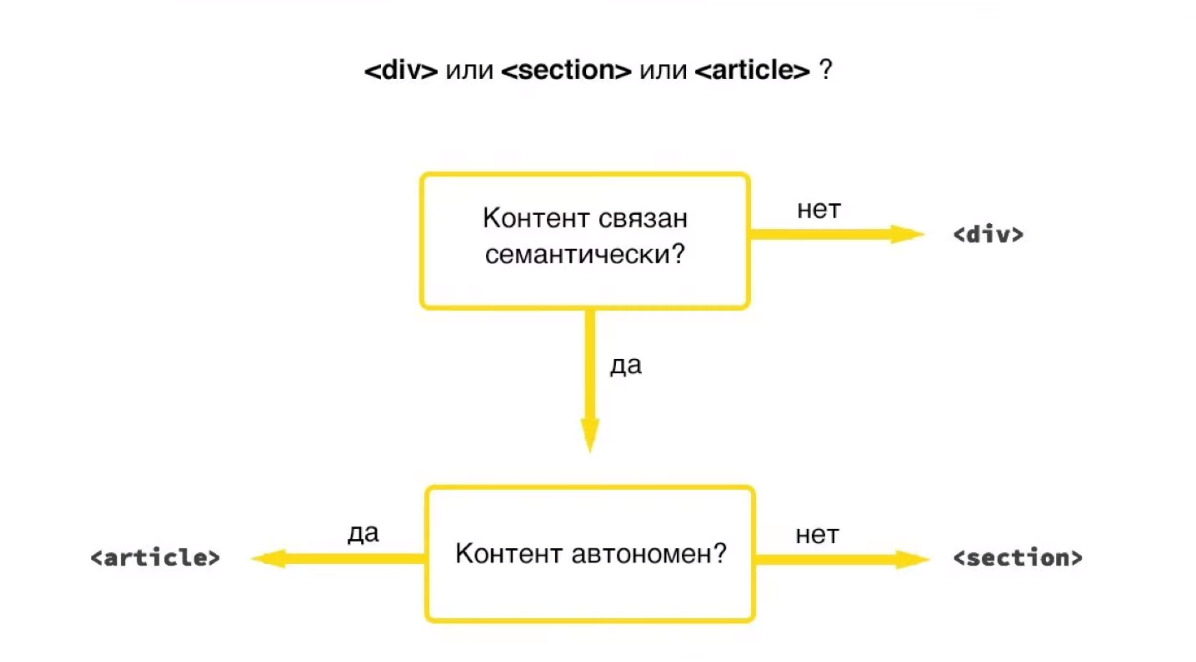 <div> или <section> или <article> ?
Контент связан
семантически?
нет
<div>
да
Контент автономен?
да
<article>
нет
<section>